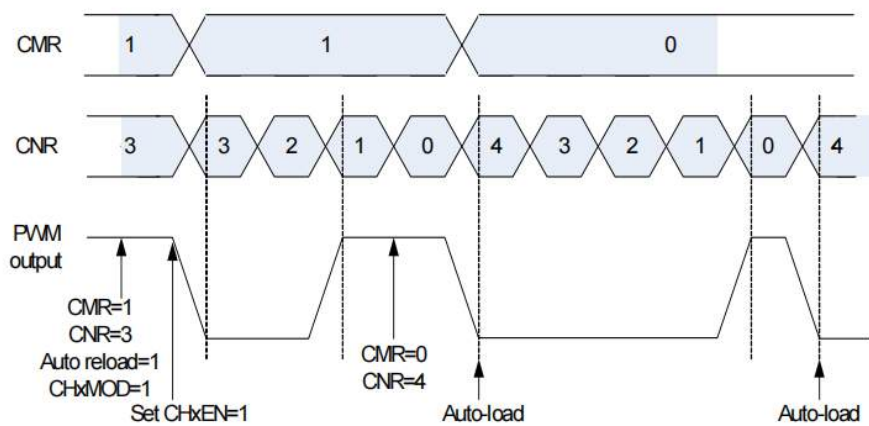 CMR 1 1 0
CNR 3 3 2 1 0 4 3 2 1 0 4
PWM
output
CMR=1
CNR=3
Auto reload=1
CHxMOD=1
Set CHxEN=1
CMR=0
CNR=4
Auto-load
Auto-load